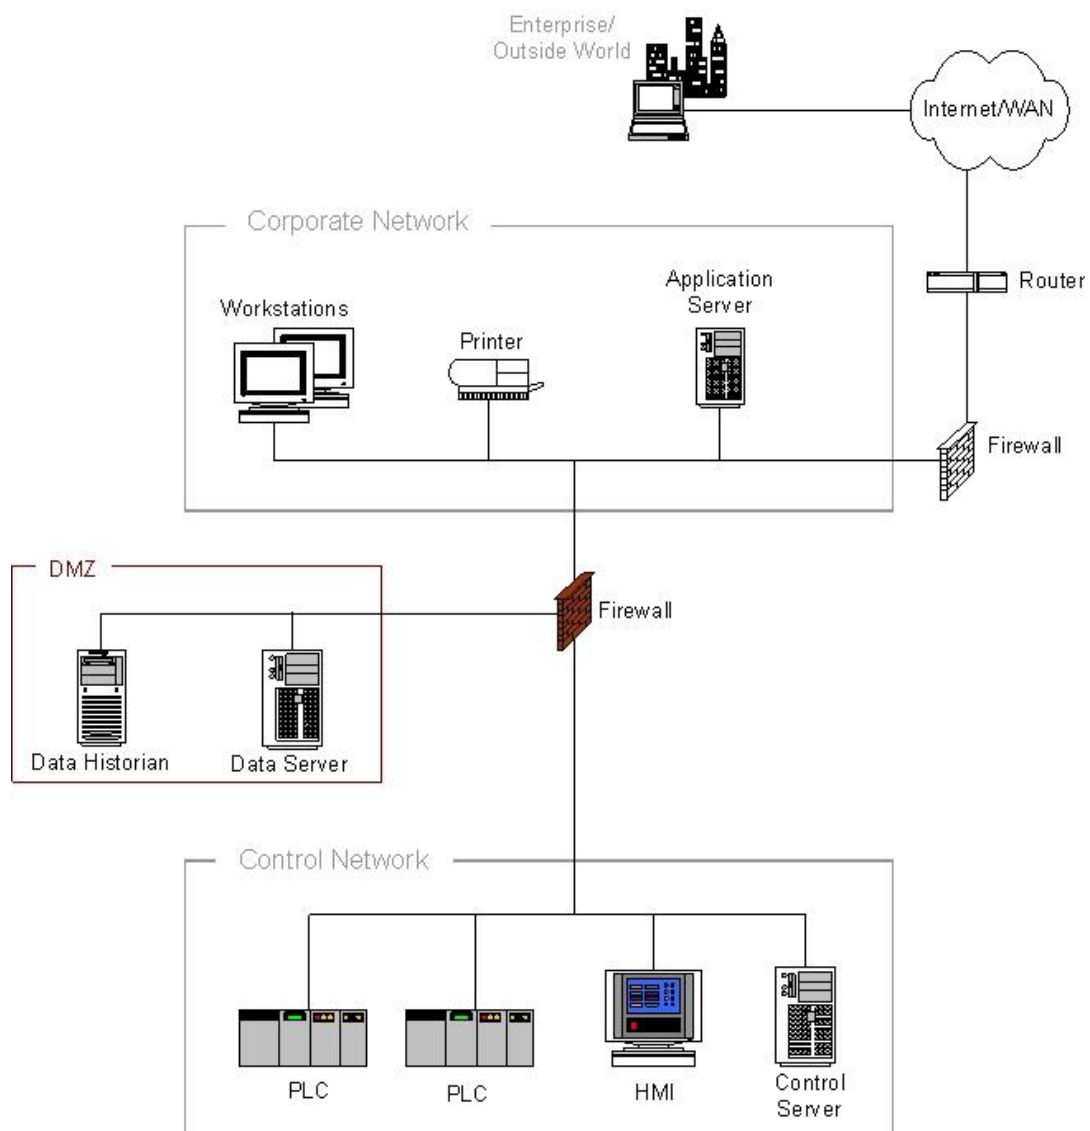 Enterprise/
Outside World
Internet/WAN
Corporate Network
Router
Application
Server
Workstations
Printer
Firewall
DMZ
Firewall
Data Historian
Data Server
Control Network
PLC
PLC
HMI
Control
Server